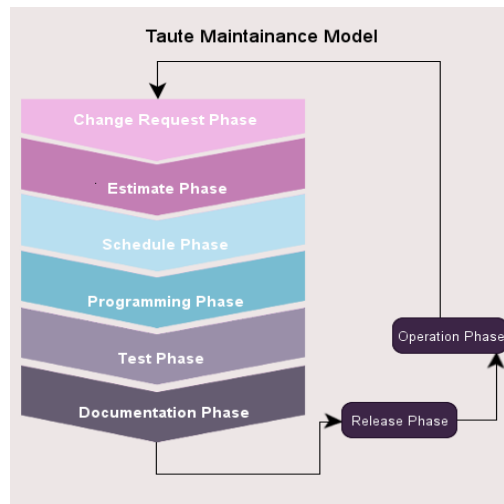 Taute Maintainance Model
Change Request Phase
Estimate Phase
Schedule Phase
Programming Phase
Test Phase
Documentation Phase
Release Phase
Operation Phase